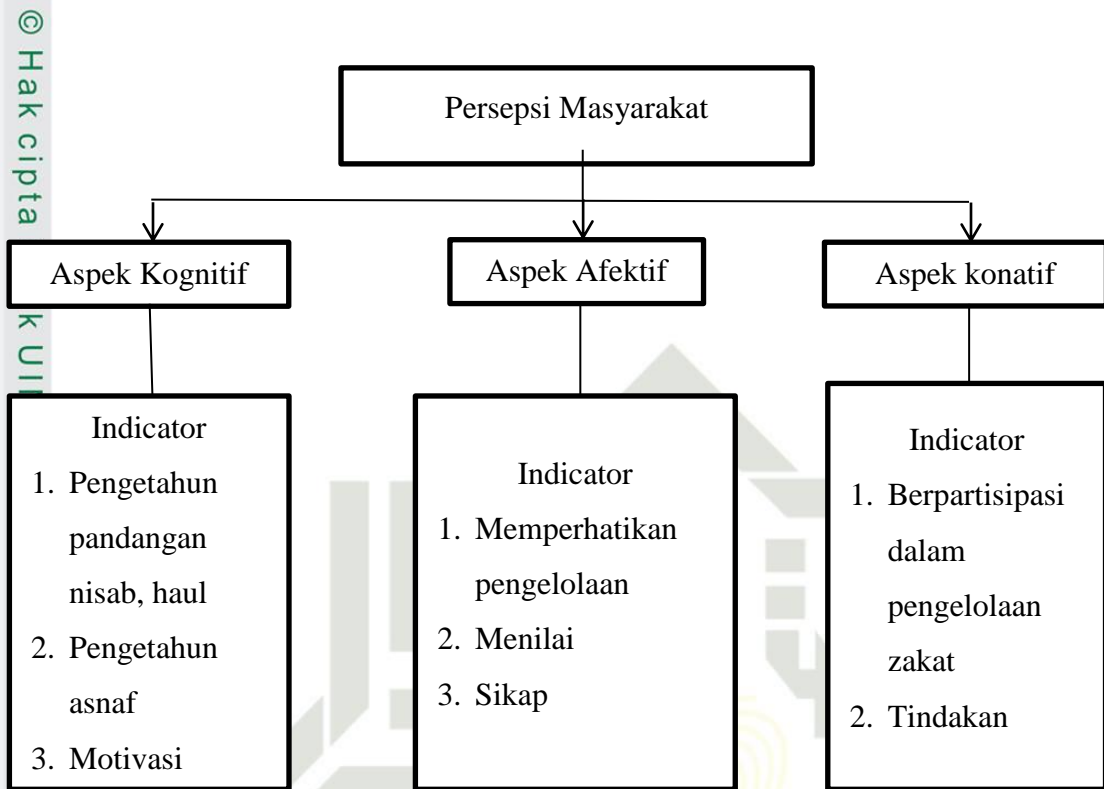 © Hak cipta
k UI
Persepsi Masyarakat
Aspek Kognitif
Aspek Afektif
Aspek konatif
Indicator
1. Pengetahun
pandangan
nisab, haul
2. Pengetahun
asnaf
3. Motivasi
Indicator
1. Memperhatikan
pengelolaan
2. Menilai
3. Sikap
Indicator
1. Berpartisipasi
dalam
pengelolaan
zakat
2. Tindakan